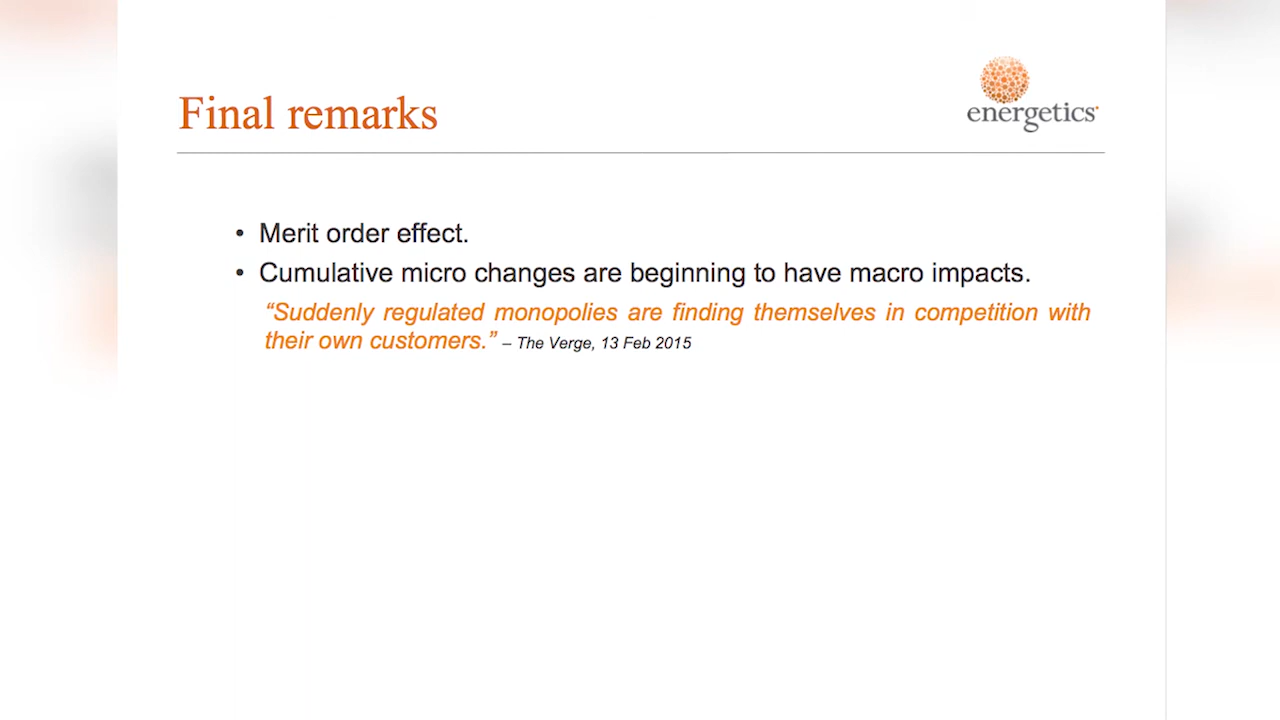 energetics
Final remarks
• Merit order effect.
• Cumulative micro changes are beginning to have macro impacts.
“Suddenly regulated monopolies are finding themselves in competition with
their own customers.” – The Verge, 13 Feb 2015